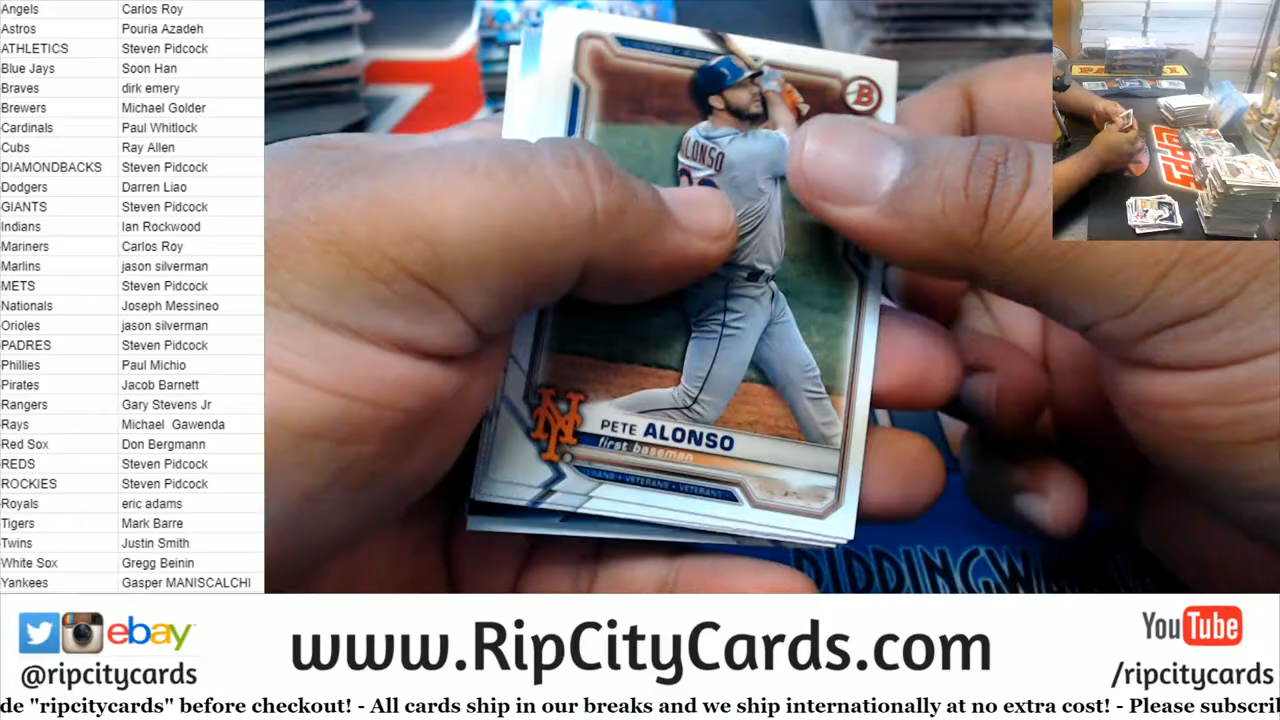 Angels Carlos Roy
Astros Pouria Azadeh
ATHLETICS Steven Pidcock
Blue Jays Soon Han
Braves dirk emery
Brewers Michael Golder
Cardinals Paul Whitlock
Cubs Ray Allen
DIAMONDBACKS Steven Pidcock
Dodgers Darren Liao
GIANTS Steven Pidcock
Indians Ian Rockwood
Mariners Carlos Roy
Marlins jason silverman
METS Steven Pidcock
Nationals Joseph Messineo
Orioles jason silverman
PADRES Steven Pidcock
Phillies Paul Michio
Pirates Jacob Barnett
Rangers Gary Stevens Jr
Rays Michael Gawenda
Red Sox Don Bergmann
REDS Steven Pidcock
ROCKIES Steven Pidcock
Royals eric adams
Tigers Mark Barre
Twins Justin Smith
White Sox Gregg Beinin
Yankees Gasper MANISCALCHI
B
ALONSO
NY
PETE ALONSO
first baseman
VETERANS • VETERANS
topps
ebay
@ripcitycards
www.RipCityCards.com
YouTube
/ripcitycards
de "ripcitycards" before checkout! - All cards ship in our breaks and we ship internationally at no extra cost! - Please subscri